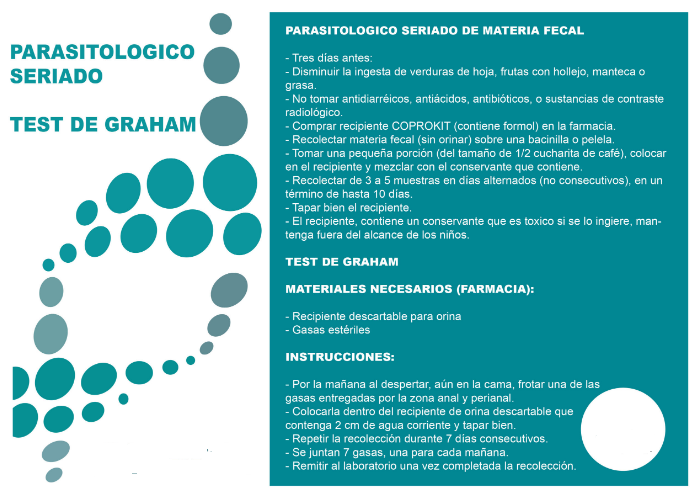 PARASITOLOGICO
SERIADO
TEST DE GRAHAM
PARASITOLOGICO SERIADO DE MATERIA FECAL
- Tres días antes:
- Disminuir la ingesta de verduras de hoja, frutas con hollejo, manteca o
grasa.
- No tomar antidiarréicos, antiácidos, antibióticos, o sustancias de contraste
radiológico.
- Comprar recipiente COPROKIT (contiene formol) en la farmacia.
- Recolectar materia fecal (sin orinar) sobre una bacinilla o pelela.
- Tomar una pequeña porción (del tamaño de 1/2 cucharita de café), colocar
en el recipiente y mezclar con el conservante que contiene.
- Recolectar de 3 a 5 muestras en días alternados (no consecutivos), en un
término de hasta 10 días.
- Tapar bien el recipiente.
- El recipiente, contiene un conservante que es toxico si se lo ingiere, man-
tenga fuera del alcance de los niños.
TEST DE GRAHAM
MATERIALES NECESARIOS (FARMACIA):
- Recipiente descartable para orina
- Gasas estériles
INSTRUCCIONES:
- Por la mañana al despertar, aún en la cama, frotar una de las
gasas entregadas por la zona anal y perianal.
- Colocarla dentro del recipiente de orina descartable que
contenga 2 cm de agua corriente y tapar bien.
- Repetir la recolección durante 7 días consecutivos.
- Se juntan 7 gasas, una para cada mañana.
- Remitir al laboratorio una vez completada la recolección.